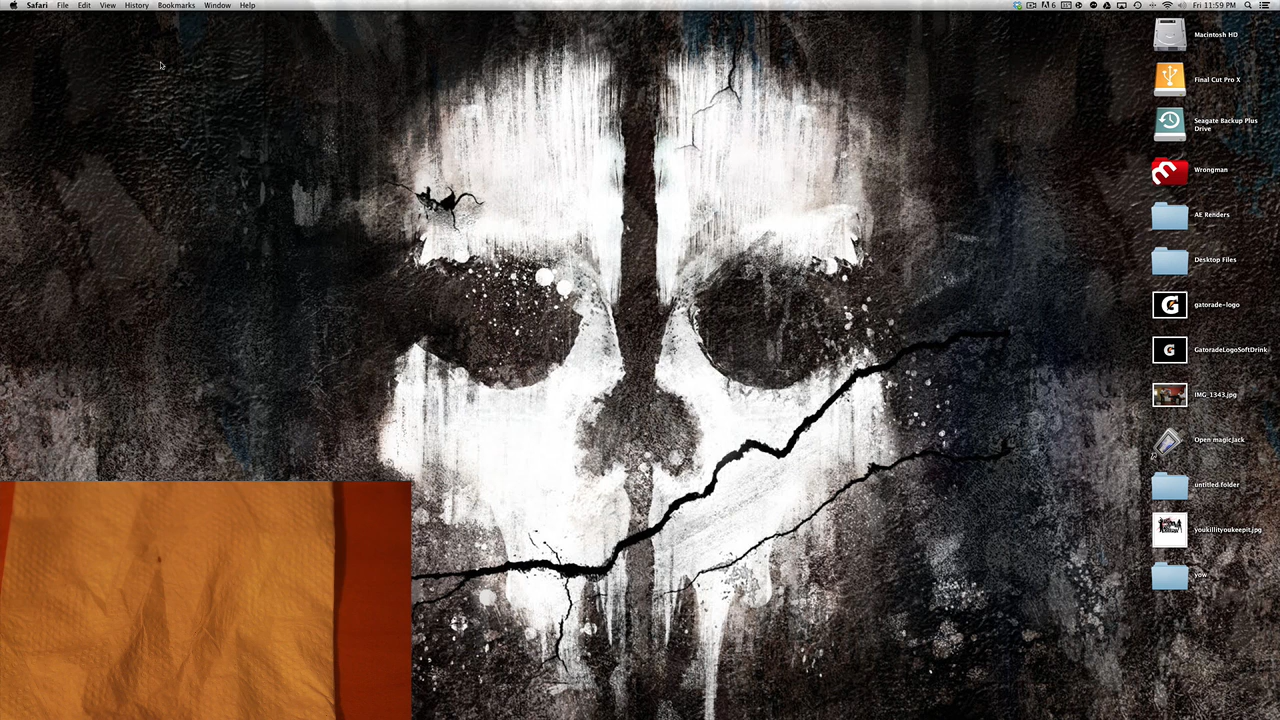 Safari File Edit View History Bookmarks Window Help
6 Fri 11:59 PM
Macintosh HD
Final Cut Pro X
Seagate Backup Plus
Drive
Wrongman
AE Renders
Desktop Files
G gatorade-logo
G GatoradeLogoSoftDrink
IMG_1343.jpg
Open magicJack
untitled folder
youkillityoukeepit.jpg
yow